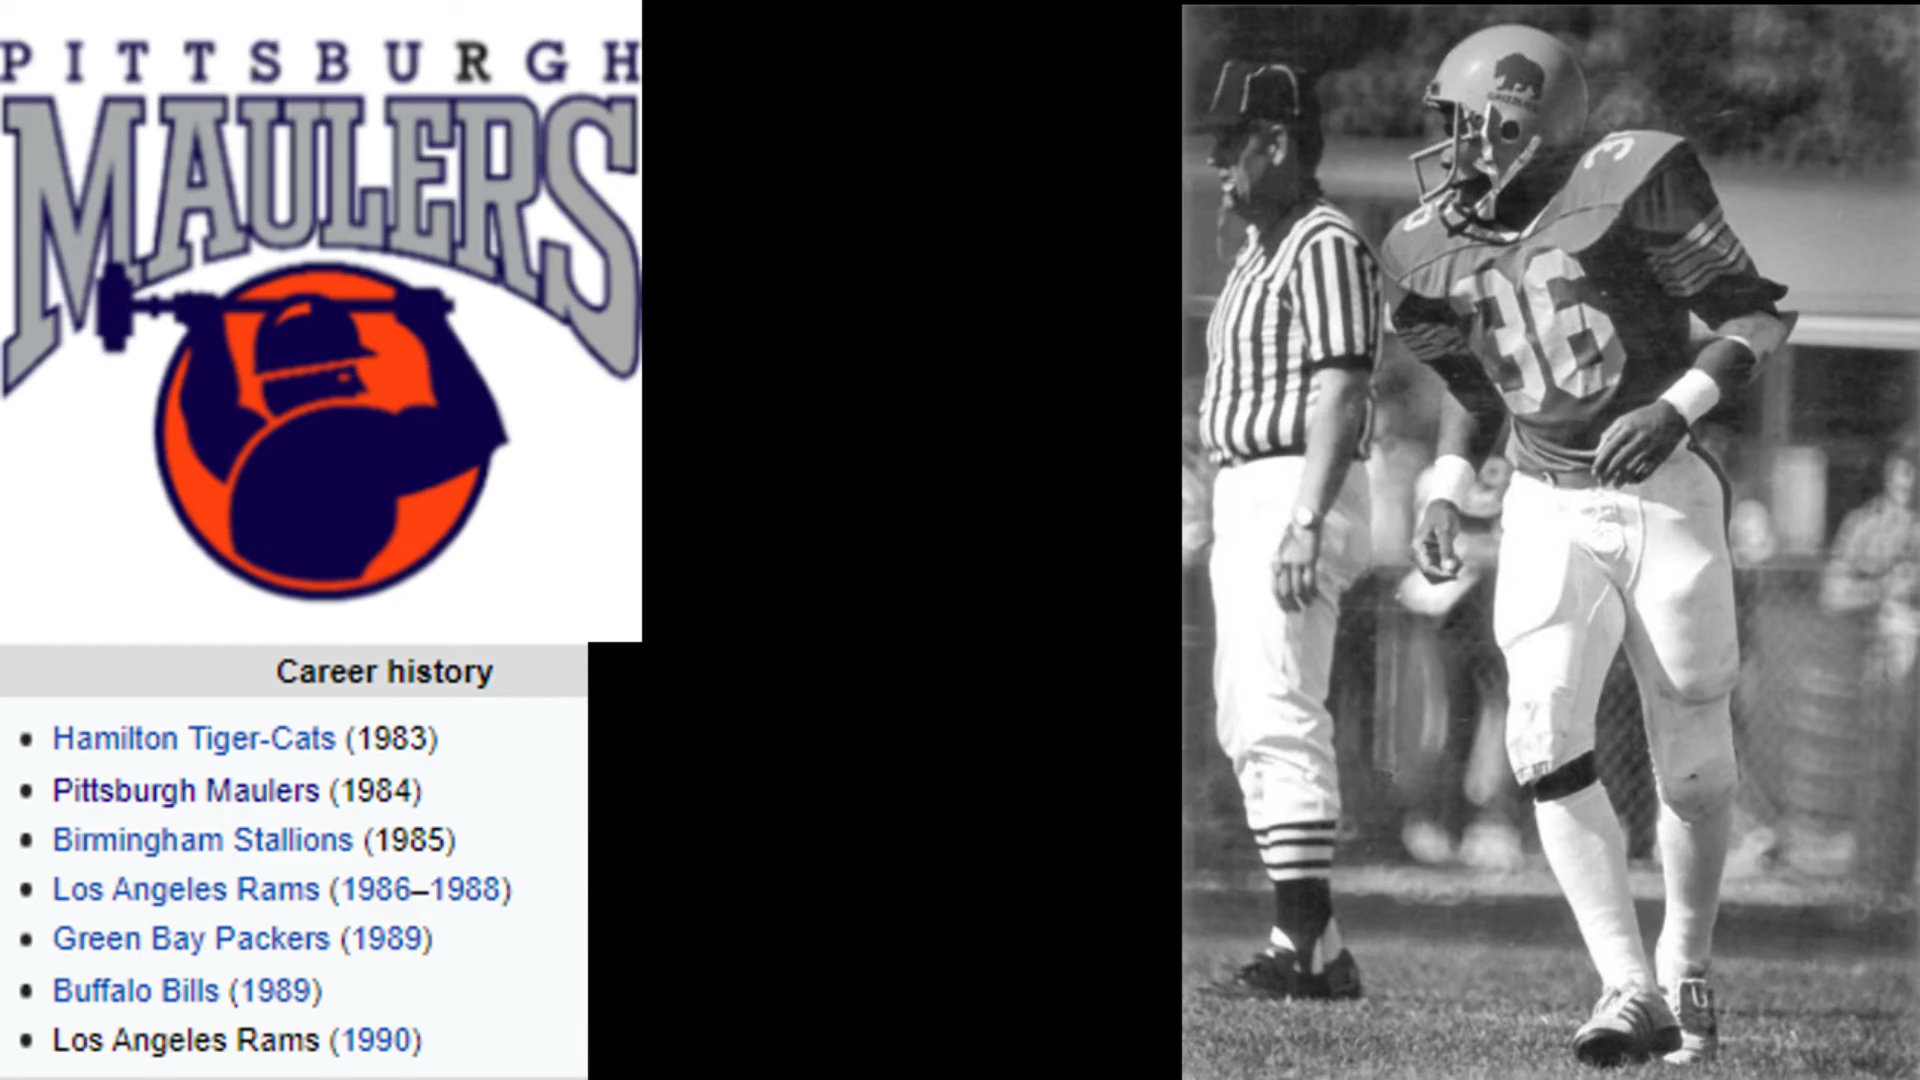 PITTSBURGH
MAULERS
Career history
• Hamilton Tiger-Cats (1983)
• Pittsburgh Maulers (1984)
• Birmingham Stallions (1985)
• Los Angeles Rams (1986–1988)
• Green Bay Packers (1989)
• Buffalo Bills (1989)
• Los Angeles Rams (1990)
36